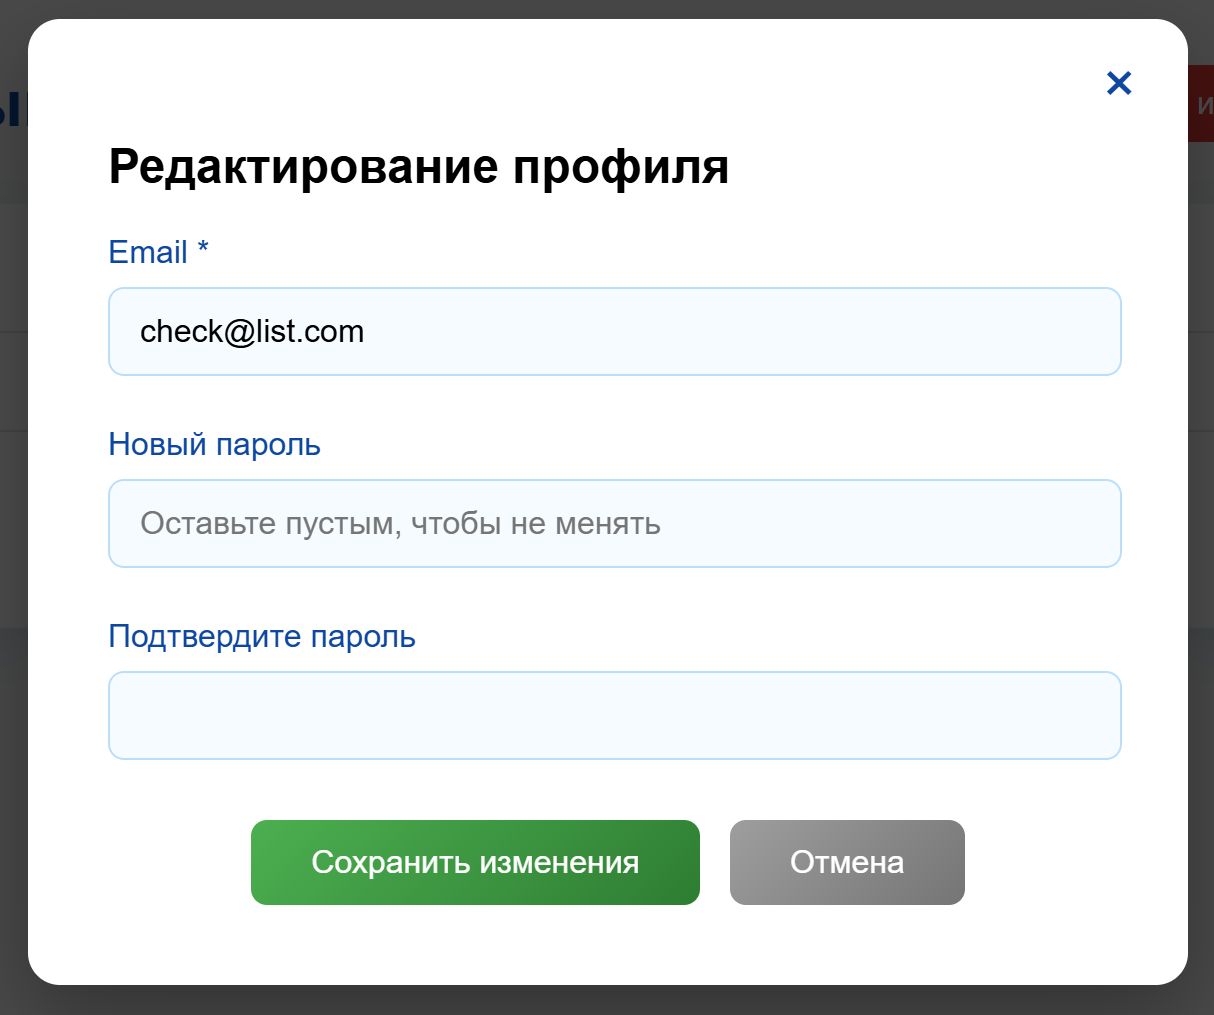 Редактирование профиля
Email *
check@list.com
Новый пароль
Оставьте пустым, чтобы не менять
Подтвердите пароль
Сохранить изменения
Отмена